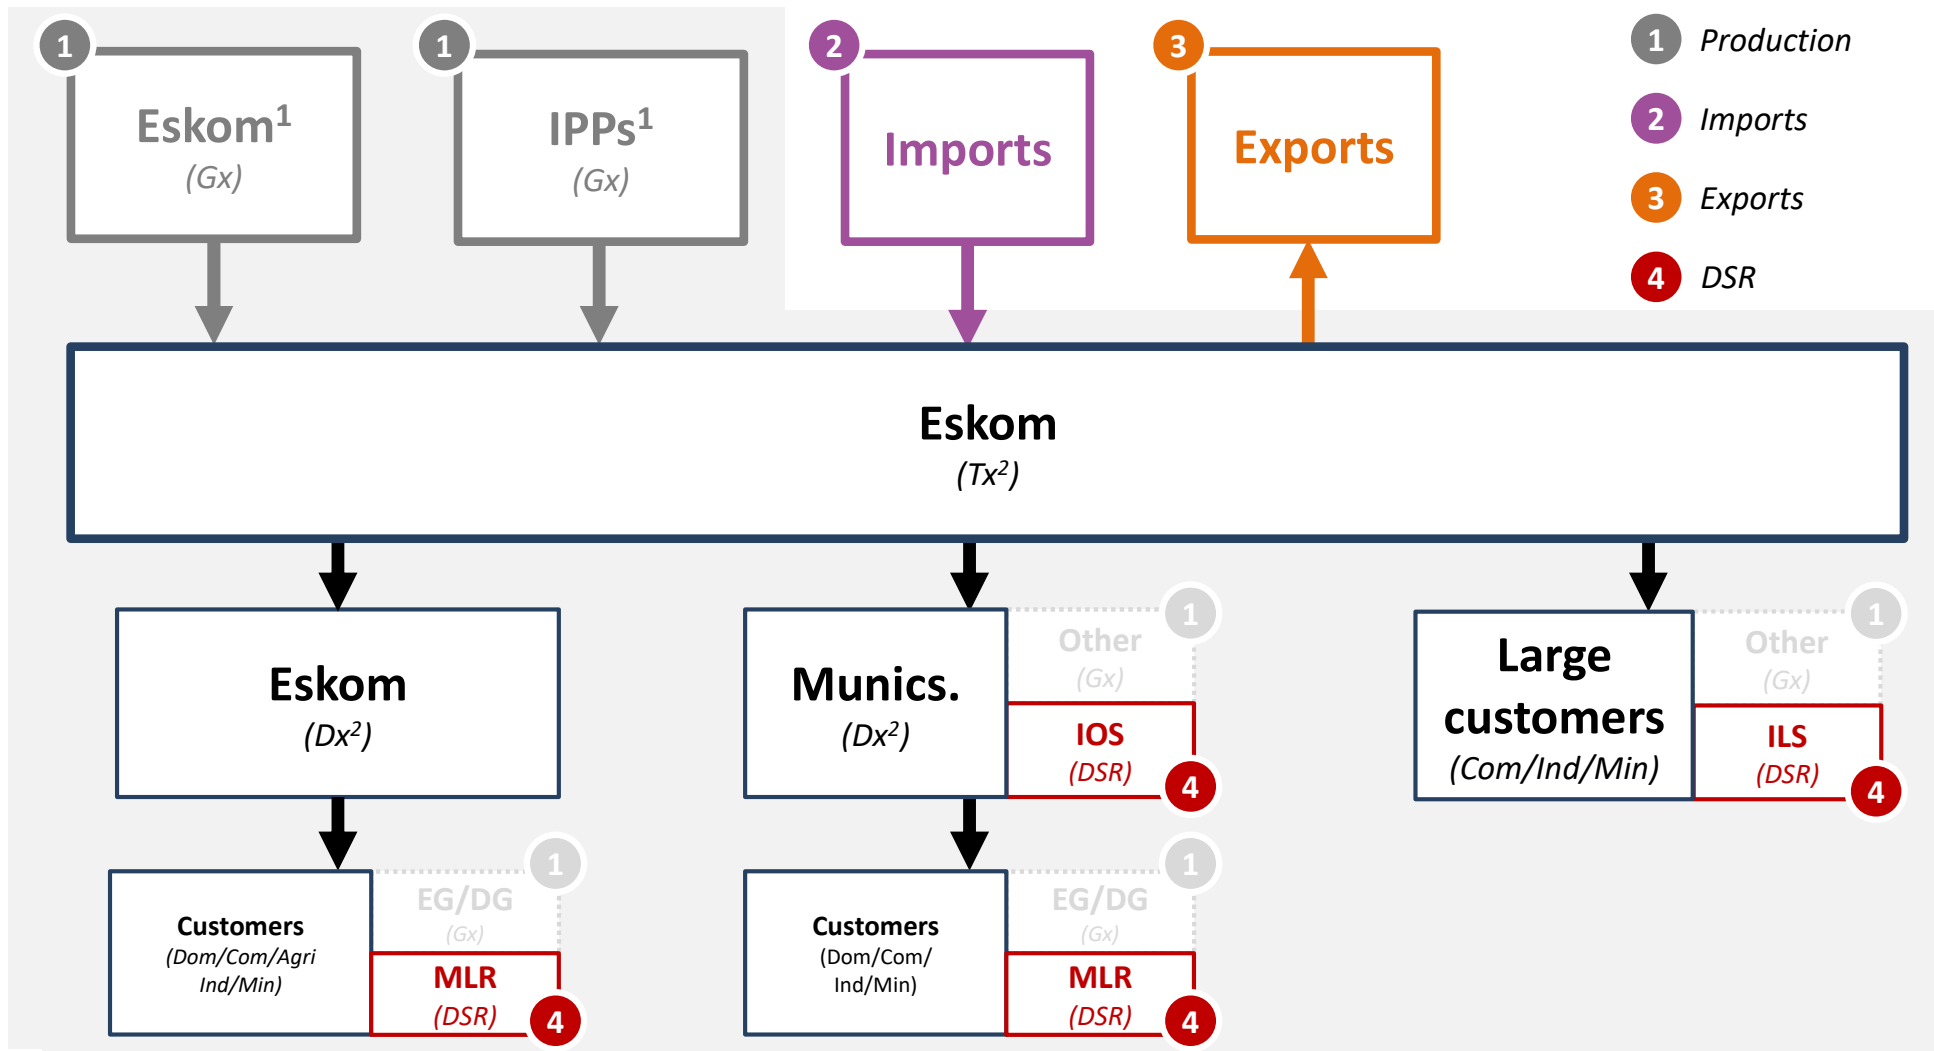 1
Eskom¹
(Gx)
1
IPPs¹
(Gx)
2
Imports
3
Exports
1 Production
2 Imports
3 Exports
4 DSR
Eskom
(Tx²)
Eskom
(Dx²)
Munics.
(Dx²)
1
Other
(Gx)
IOS
(DSR)
4
Large
customers
(Com/Ind/Min)
1
Other
(Gx)
ILS
(DSR)
4
Customers
(Dom/Com/Agri
Ind/Min)
1
EG/DG
(Gx)
MLR
(DSR)
4
Customers
(Dom/Com/
Ind/Min)
1
EG/DG
(Gx)
MLR
(DSR)
4